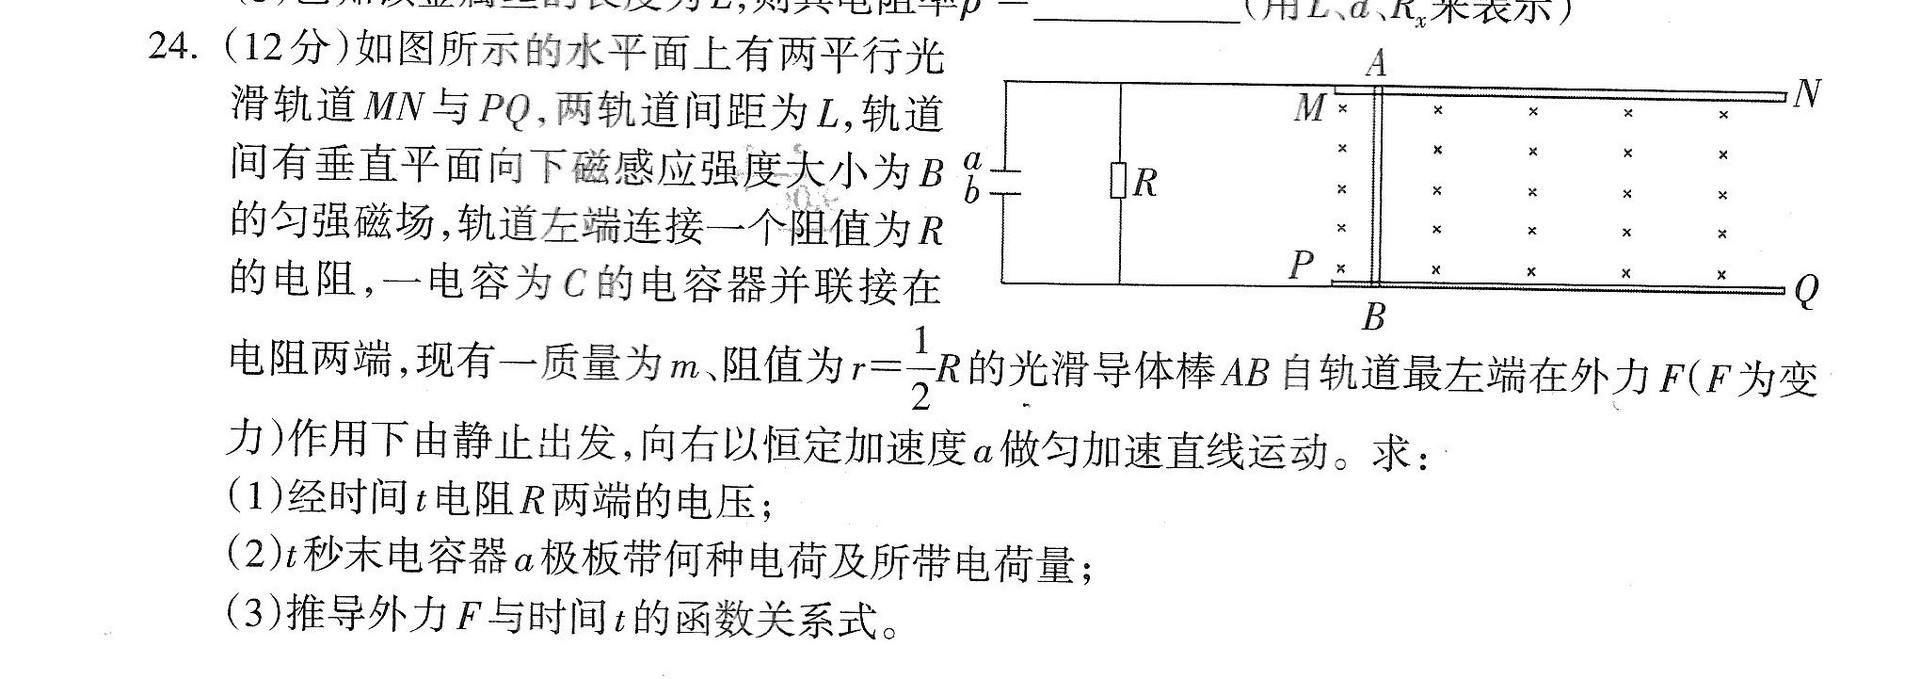 (3)已知该金属丝的长度为L,则其电阻率ρ=__________(用L、d、Rₓ来表示)
24. (12分)如图所示的水平面上有两平行光
滑轨道MN与PQ,两轨道间距为L,轨道
间有垂直平面向下磁感应强度大小为B
的匀强磁场,轨道左端连接一个阻值为R
的电阻,一电容为C的电容器并联接在
电阻两端,现有一质量为m、阻值为r=\frac{1}{2}R的光滑导体棒AB自轨道最左端在外力F(F为变
力)作用下由静止出发,向右以恒定加速度a做匀加速直线运动。求:
(1)经时间t电阻R两端的电压;
(2)t秒末电容器a极板带何种电荷及所带电荷量;
(3)推导外力F与时间t的函数关系式。
A
M
N
a
b
R
P
Q
B